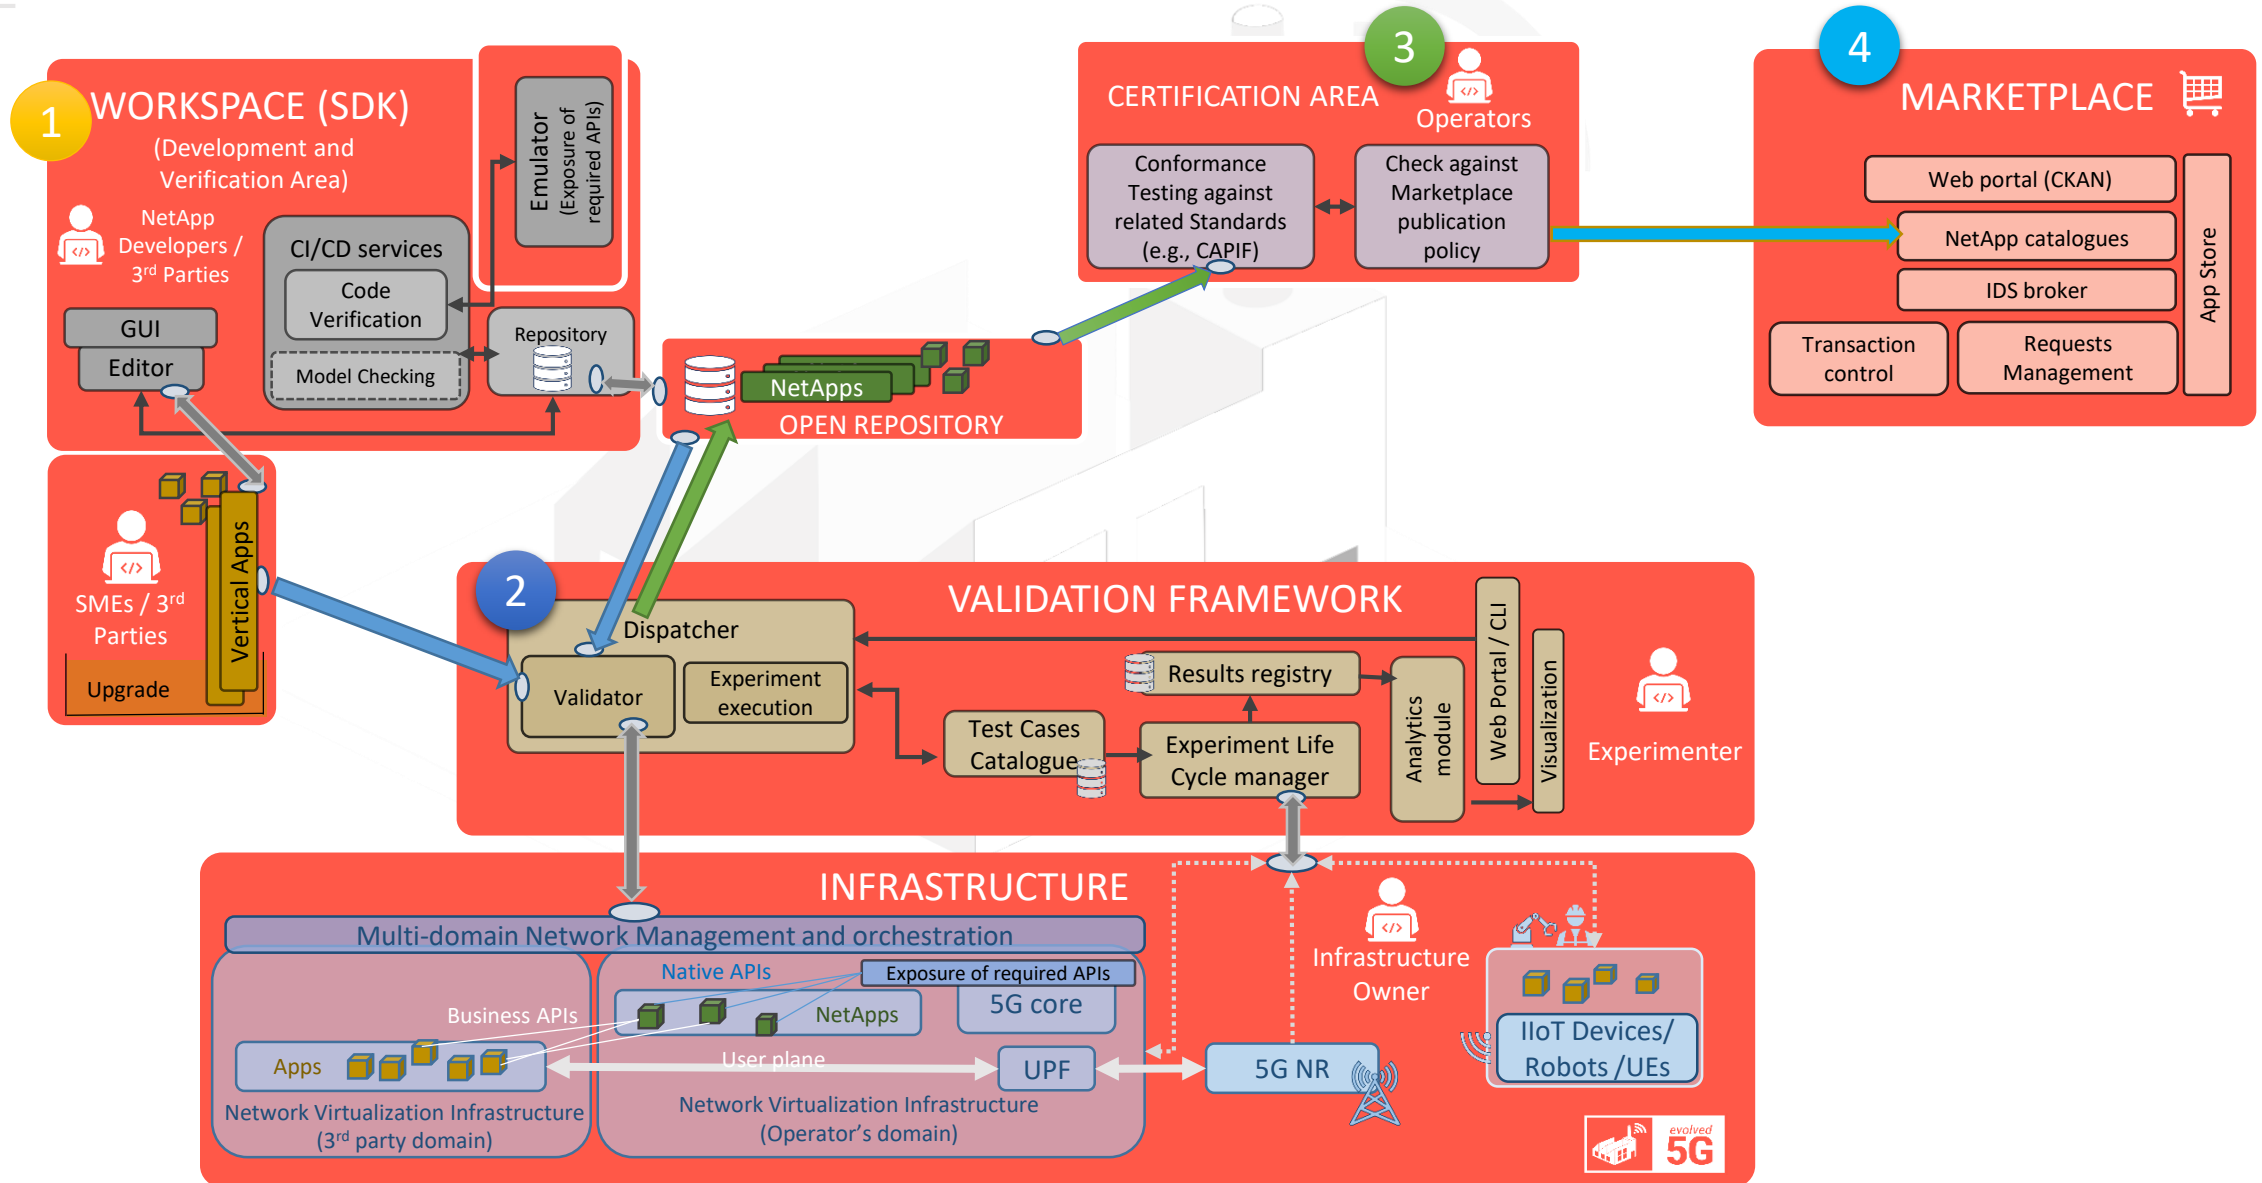 1
WORKSPACE (SDK)
(Development and
Verification Area)
NetApp
Developers /
3rd Parties
GUI
Editor
CI/CD services
Code
Verification
Model Checking
Emulator
(Exposure of
required APIs)
Repository
NetApps
OPEN REPOSITORY
3
CERTIFICATION AREA
Operators
Conformance
Testing against
related Standards
(e.g., CAPIF)
Check against
Marketplace
publication
policy
4
MARKETPLACE
Web portal (CKAN)
NetApp catalogues
IDS broker
Transaction
control
Requests
Management
App Store
SMEs / 3rd
Parties
Upgrade
Vertical Apps
2
VALIDATION FRAMEWORK
Dispatcher
Validator
Experiment
execution
Test Cases
Catalogue
Results registry
Experiment Life
Cycle manager
Analytics
module
Web Portal / CLI
Visualization
Experimenter
INFRASTRUCTURE
Multi-domain Network Management and orchestration
Native APIs
Exposure of required APIs
5G core
NetApps
Business APIs
Apps
User plane
UPF
5G NR
Network Virtualization Infrastructure
(3rd party domain)
Network Virtualization Infrastructure
(Operator's domain)
Infrastructure
Owner
IIoT Devices/
Robots /UEs
evolved
5G